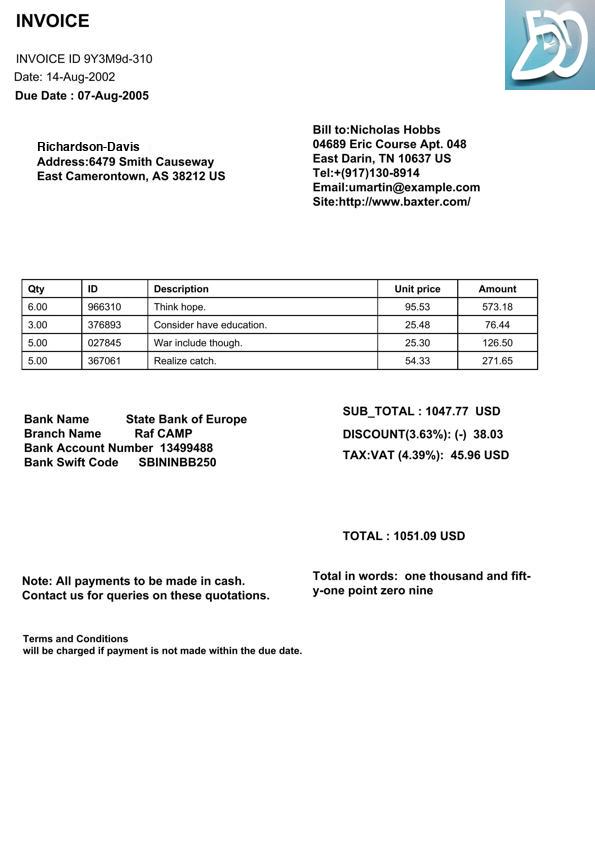 INVOICE
INVOICE ID 9Y3M9d-310
Date: 14-Aug-2002
Due Date : 07-Aug-2005
Richardson-Davis
Address:6479 Smith Causeway
East Camerontown, AS 38212 US
Bill to:Nicholas Hobbs
04689 Eric Course Apt. 048
East Darin, TN 10637 US
Tel:+(917)130-8914
Email:umartin@example.com
Site:http://www.baxter.com/
Qty ID Description Unit price Amount
6.00 966310 Think hope. 95.53 573.18
3.00 376893 Consider have education. 25.48 76.44
5.00 027845 War include though. 25.30 126.50
5.00 367061 Realize catch. 54.33 271.65
Bank Name State Bank of Europe
Branch Name Raf CAMP
Bank Account Number 13499488
Bank Swift Code SBININBB250
SUB_TOTAL : 1047.77 USD
DISCOUNT(3.63%): (-) 38.03
TAX:VAT (4.39%): 45.96 USD
TOTAL : 1051.09 USD
Note: All payments to be made in cash.
Contact us for queries on these quotations.
Total in words: one thousand and fift-
y-one point zero nine
Terms and Conditions
will be charged if payment is not made within the due date.